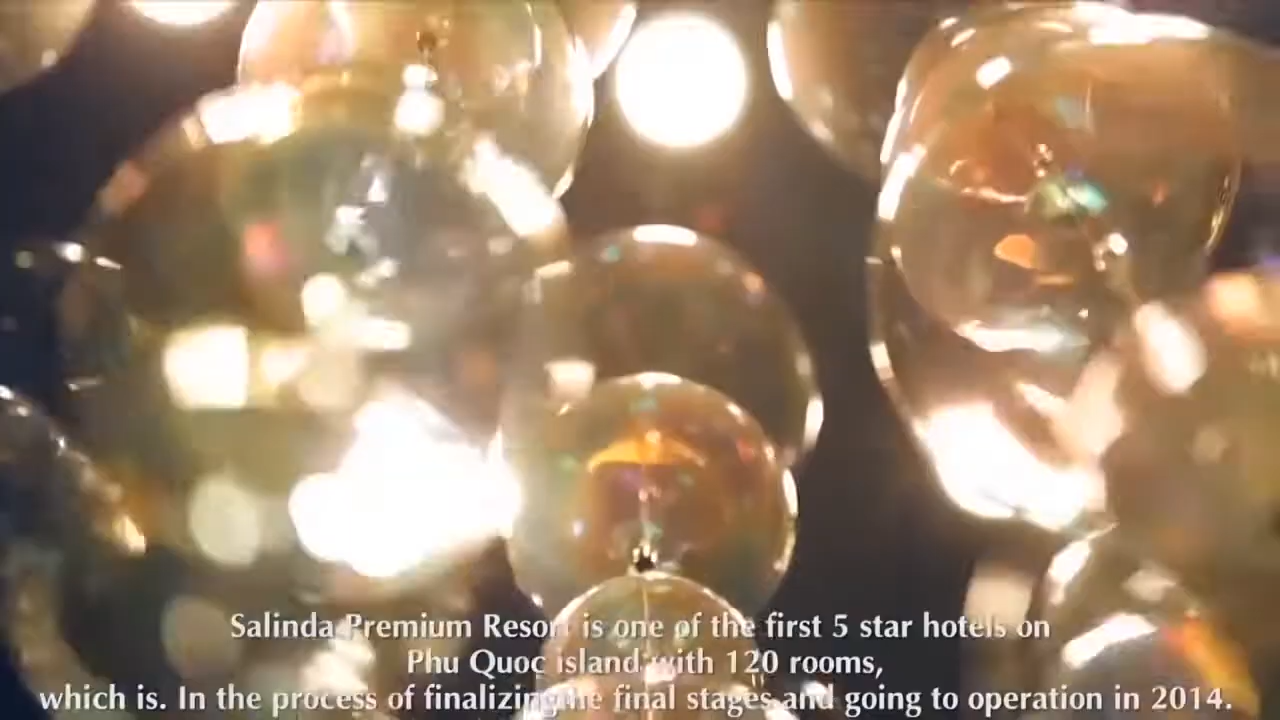 Salinda Premium Resort is one of the first 5 star hotels on
Phu Quoc island with 120 rooms,
which is. In the process of finalizing the final stages and going to operation in 2014.